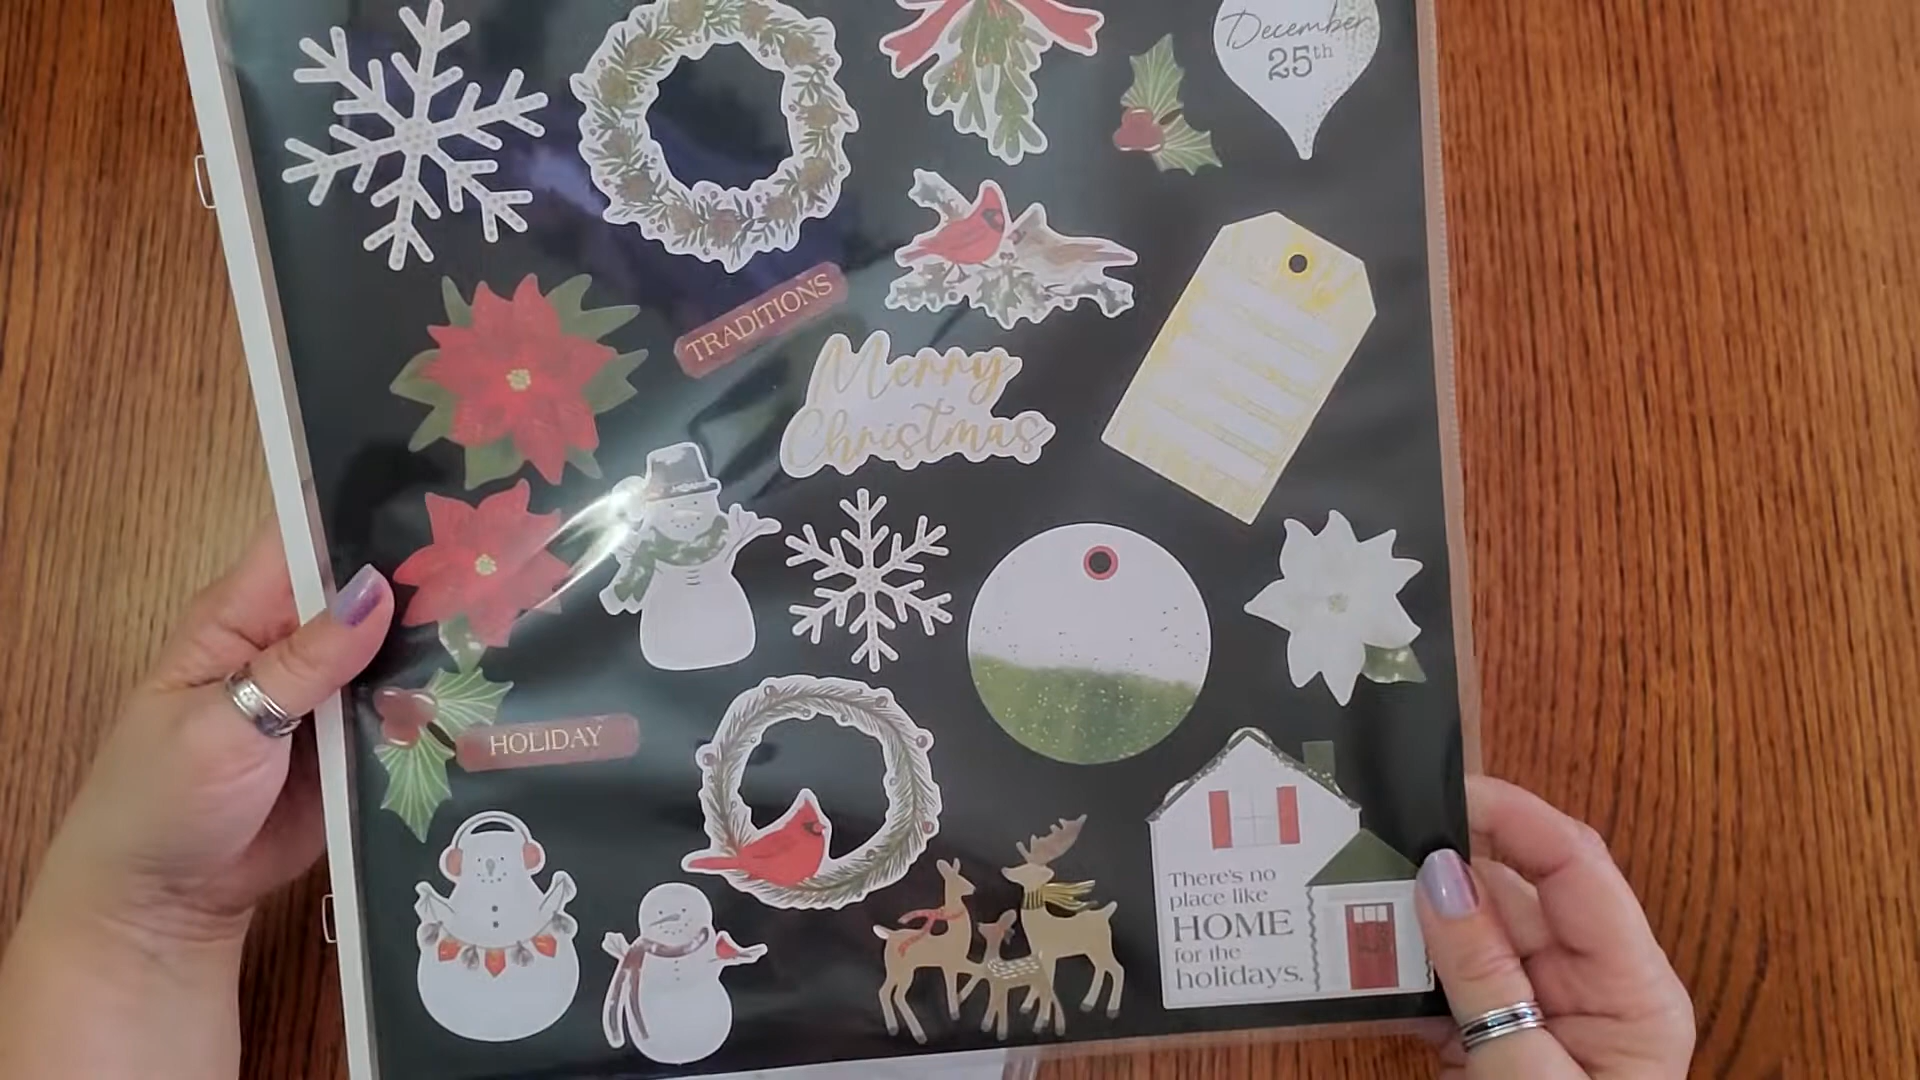 December
25th
TRADITIONS
Merry
Christmas
HOLIDAY
There's no
place like
HOME
for the
holidays.